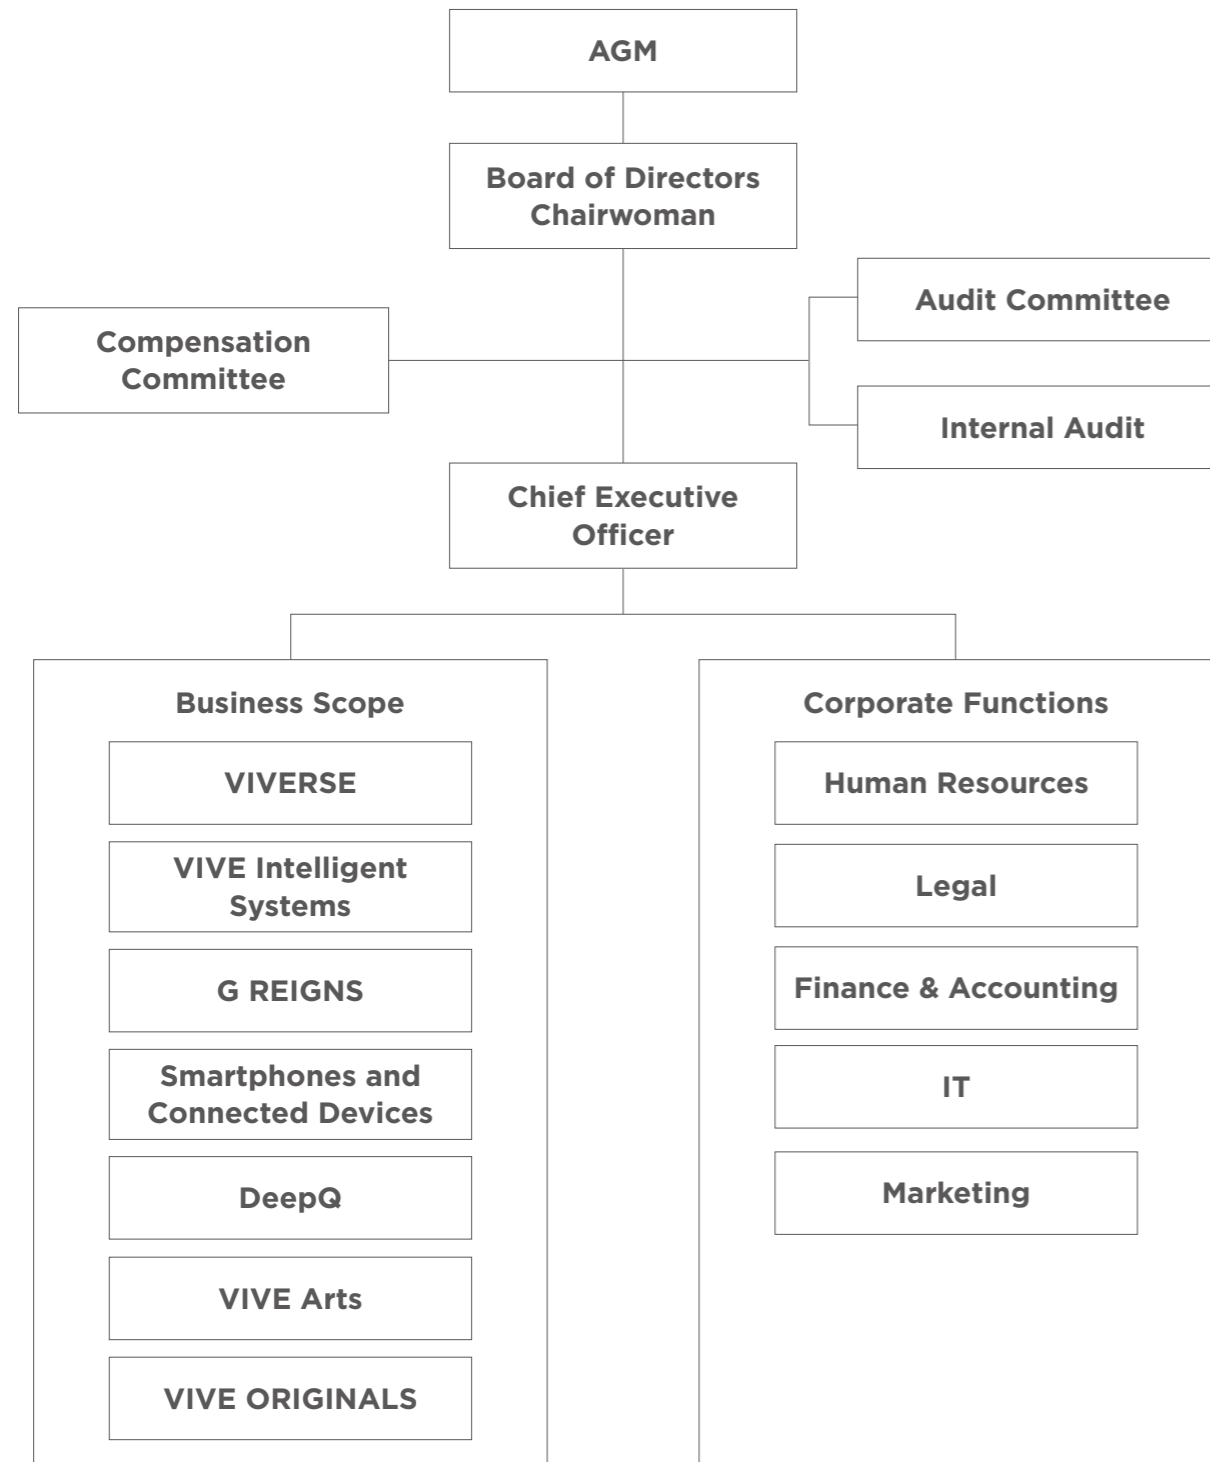 AGM
Board of Directors
Chairwoman
Audit Committee
Compensation
Committee
Internal Audit
Chief Executive
Officer
Business Scope
VIVERSE
VIVE Intelligent
Systems
G REIGNS
Smartphones and
Connected Devices
DeepQ
VIVE Arts
VIVE ORIGINALS
Corporate Functions
Human Resources
Legal
Finance & Accounting
IT
Marketing